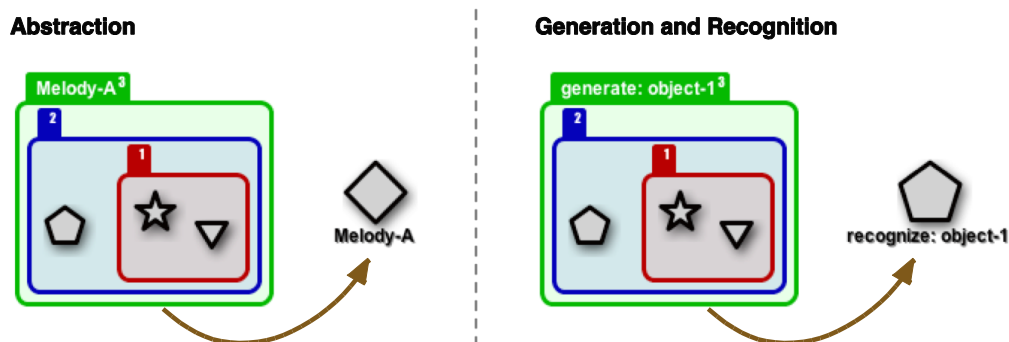 Abstraction
Melody-A³
2
1
Melody-A
Generation and Recognition
generate: object-1³
2
1
recognize: object-1